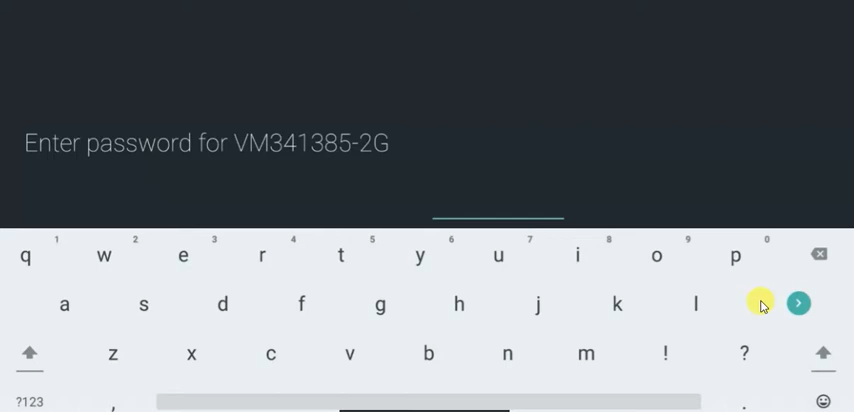 Enter password for VM341385-2G
1 2 3 4 5 6 7 8 9 0
q w e r t y u i o p
a s d f g h j k l
z x c v b n m ! ?
?123 , .